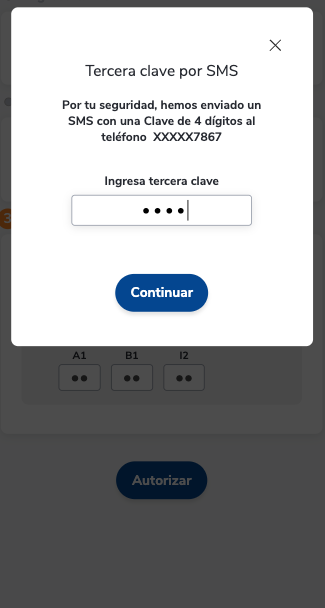 Tercera clave por SMS
Por tu seguridad, hemos enviado un
SMS con una Clave de 4 dígitos al
teléfono XXXXX7867
Ingresa tercera clave
••••
Continuar
3
A1 B1 I2
•• •• ••
Autorizar